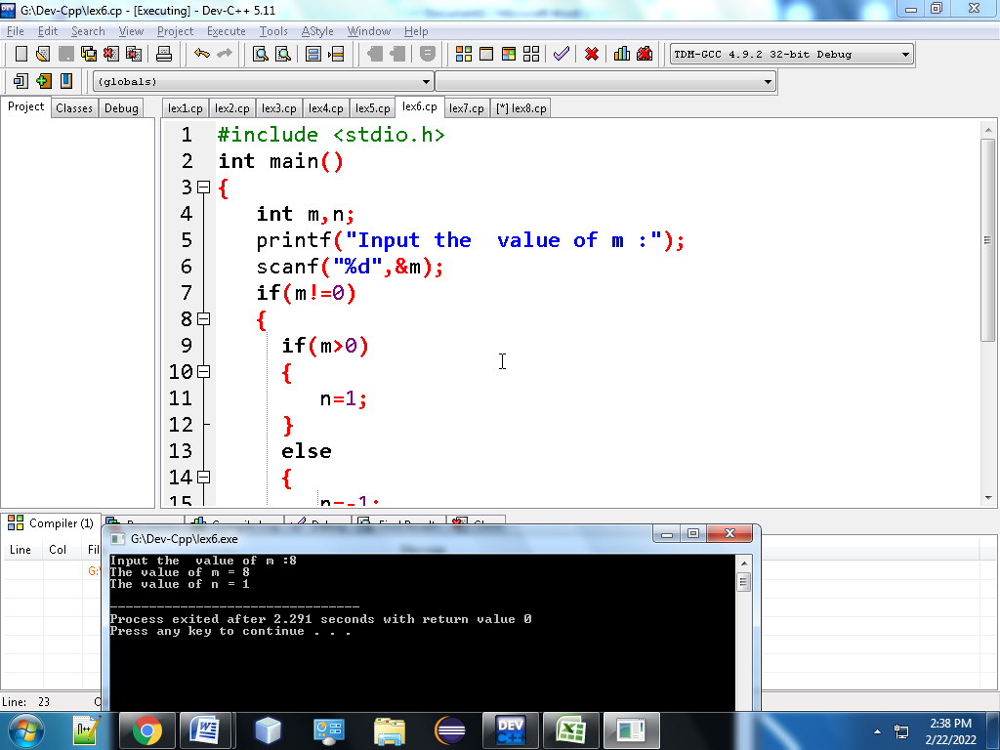 G:\Dev-Cpp\lex6.cp - [Executing] - Dev-C++ 5.11
File Edit Search View Project Execute Tools AStyle Window Help
TDM-GCC 4.9.2 32-bit Debug
(globals)
Project Classes Debug
lex1.cp lex2.cp lex3.cp lex4.cp lex5.cp lex6.cp lex7.cp [*] lex8.cp
1 #include <stdio.h>
2 int main()
3 {
4 int m,n;
5 printf("Input the  value of m :");
6 scanf("%d",&m);
7 if(m!=0)
8 {
9 if(m>0)
10 {
11 n=1;
12 }
13 else
14 {
15 n=-1;
Compiler (1)
Line Col Fil
G:\
G:\Dev-Cpp\lex6.exe
Input the  value of m :8
The value of m = 8
The value of n = 1
--------------------------------
Process exited after 2.291 seconds with return value 0
Press any key to continue . . .
Line: 23
DEV C++
2:38 PM
2/22/2022